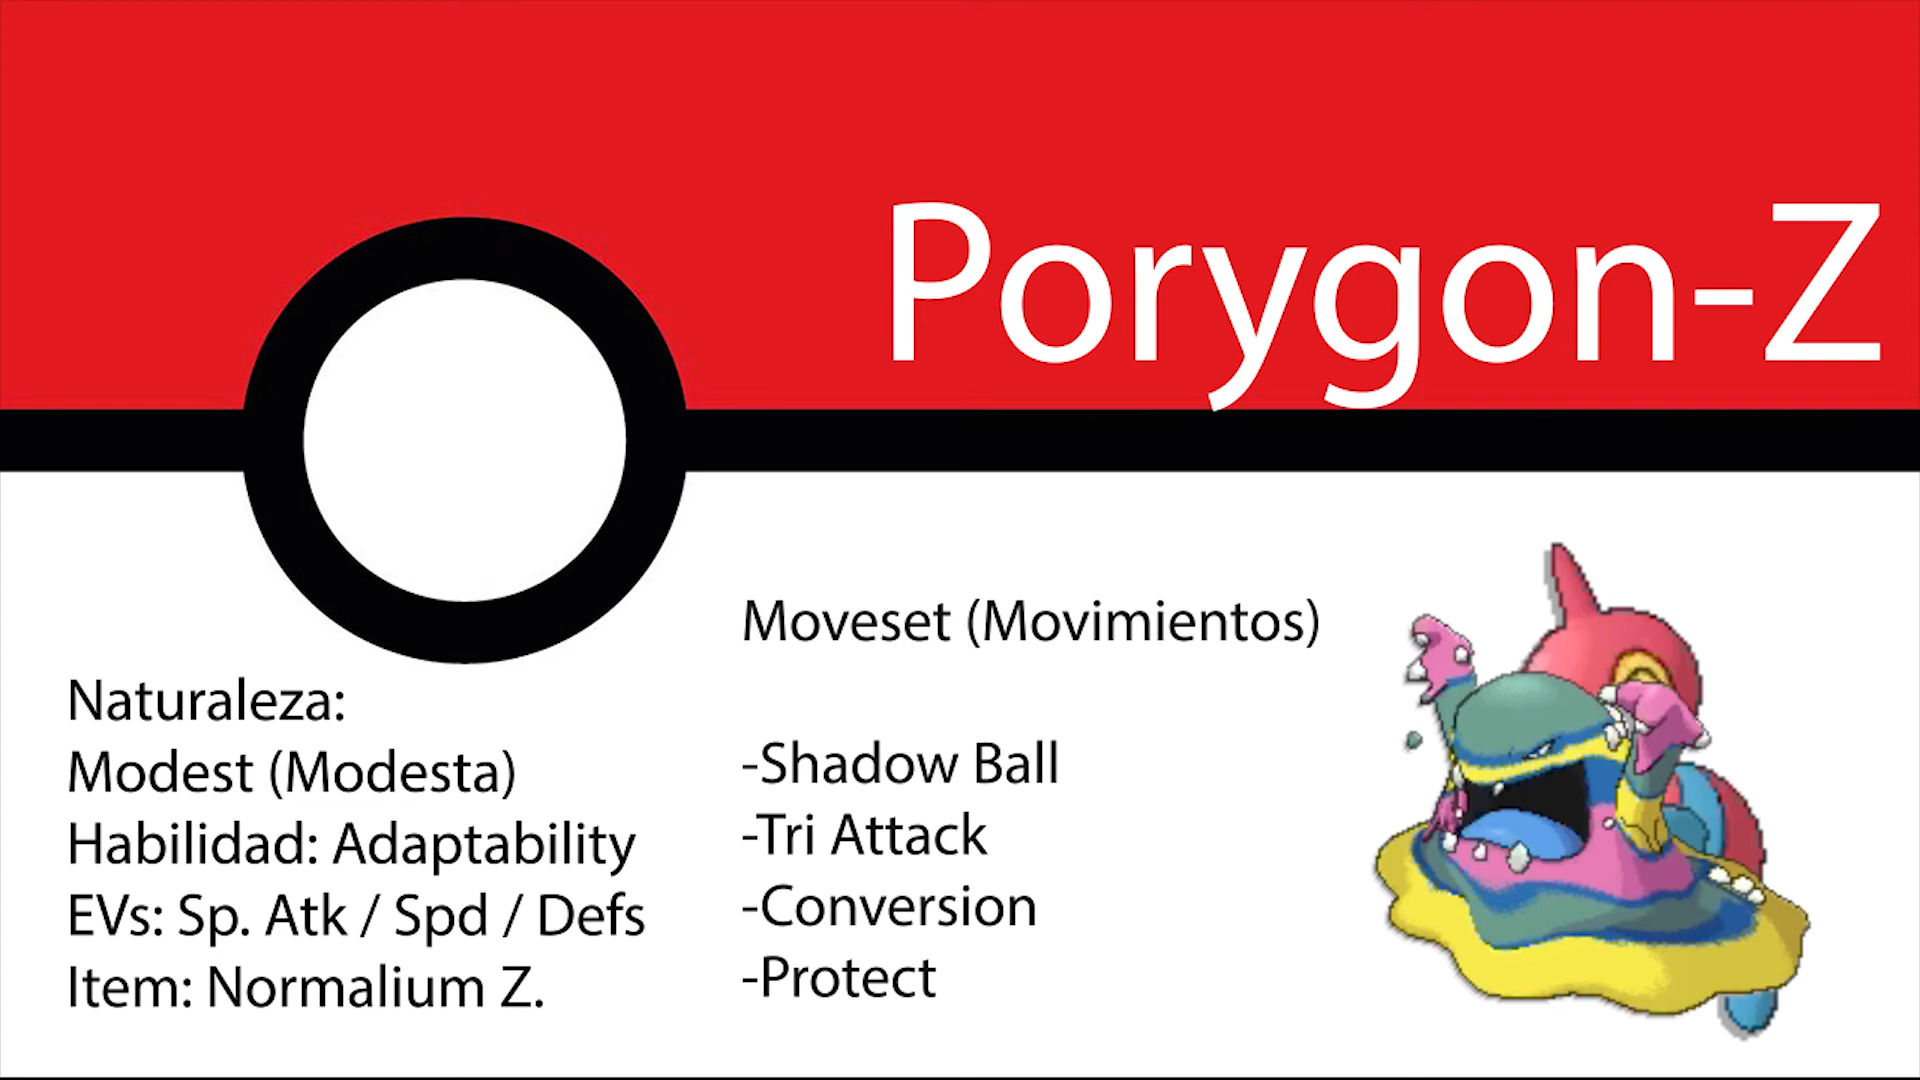 Porygon-Z
Naturaleza:
Modest (Modesta)
Habilidad: Adaptability
EVs: Sp. Atk / Spd / Defs
Item: Normalium Z.
Moveset (Movimientos)
-Shadow Ball
-Tri Attack
-Conversion
-Protect